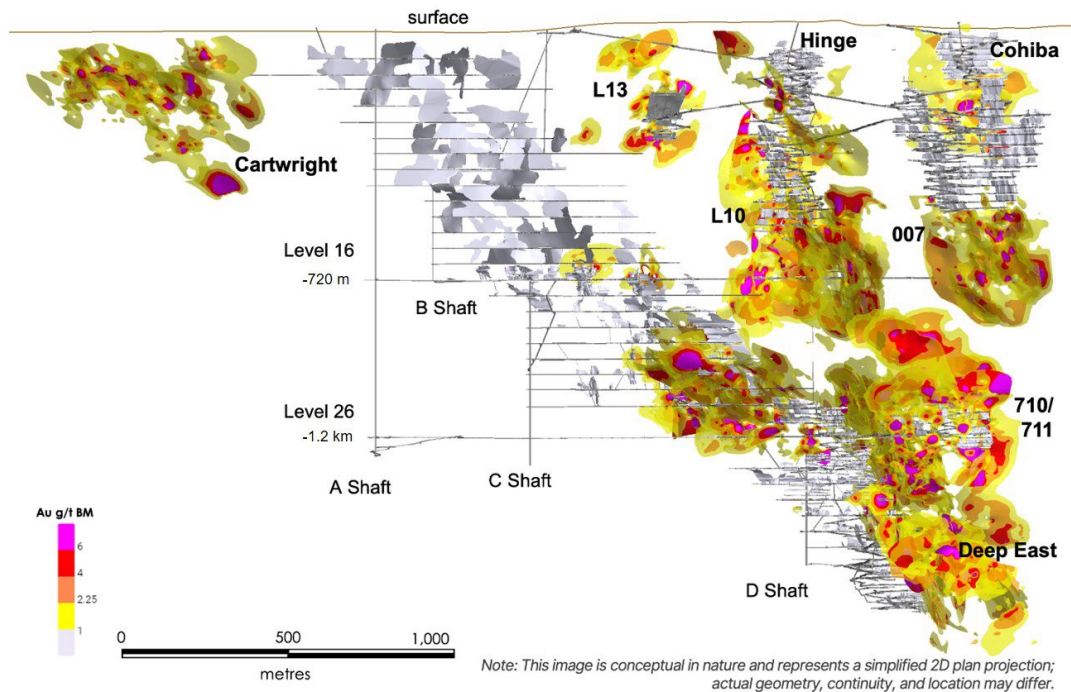 surface
Hinge
Cohiba
L13
Cartwright
L10
007
Level 16
-720 m
B Shaft
710/
711
Level 26
-1.2 km
A Shaft
C Shaft
Au g/t BM
6
4
2.25
1
Deep East
D Shaft
0
500
1,000
metres
Note: This image is conceptual in nature and represents a simplified 2D plan projection;
actual geometry, continuity, and location may differ.